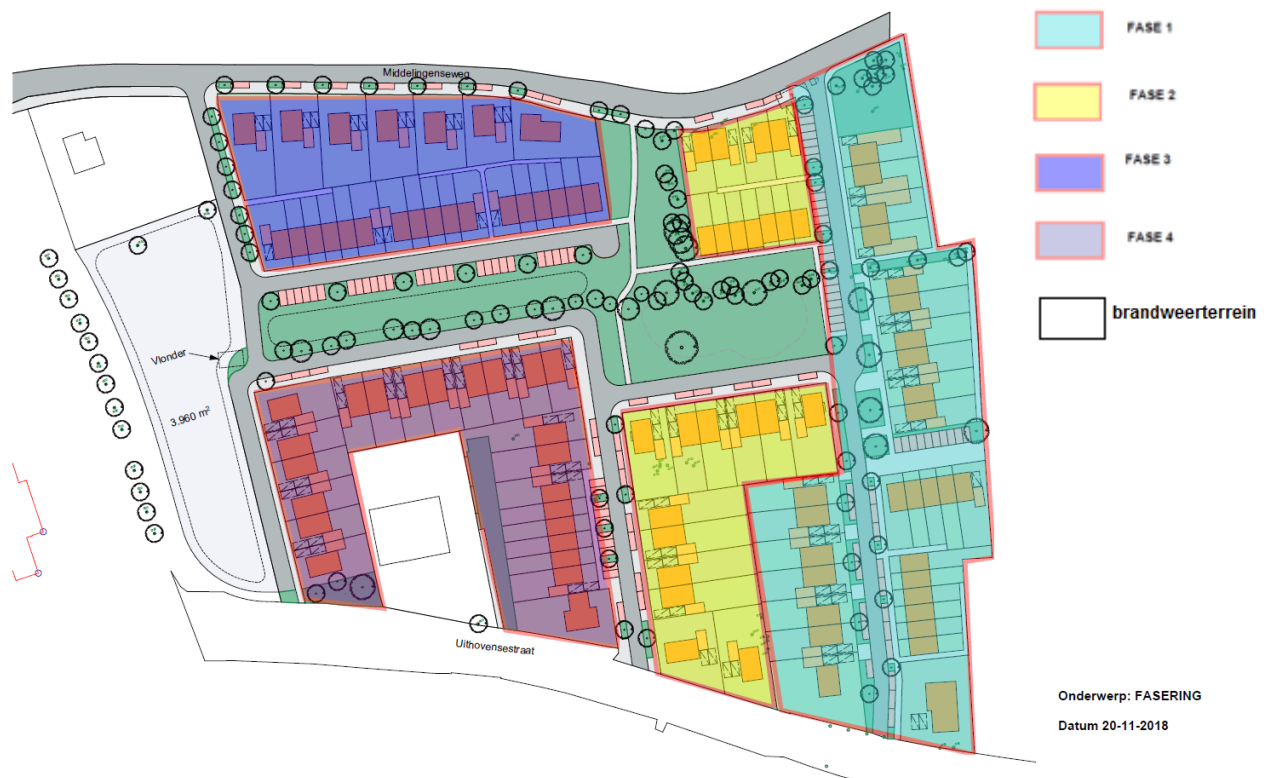 Middelingenseweg
FASE 1
FASE 2
FASE 3
FASE 4
brandweerterrein
Vlonder
3.960 m²
Uithovensestraat
Onderwerp: FASERING
Datum 20-11-2018